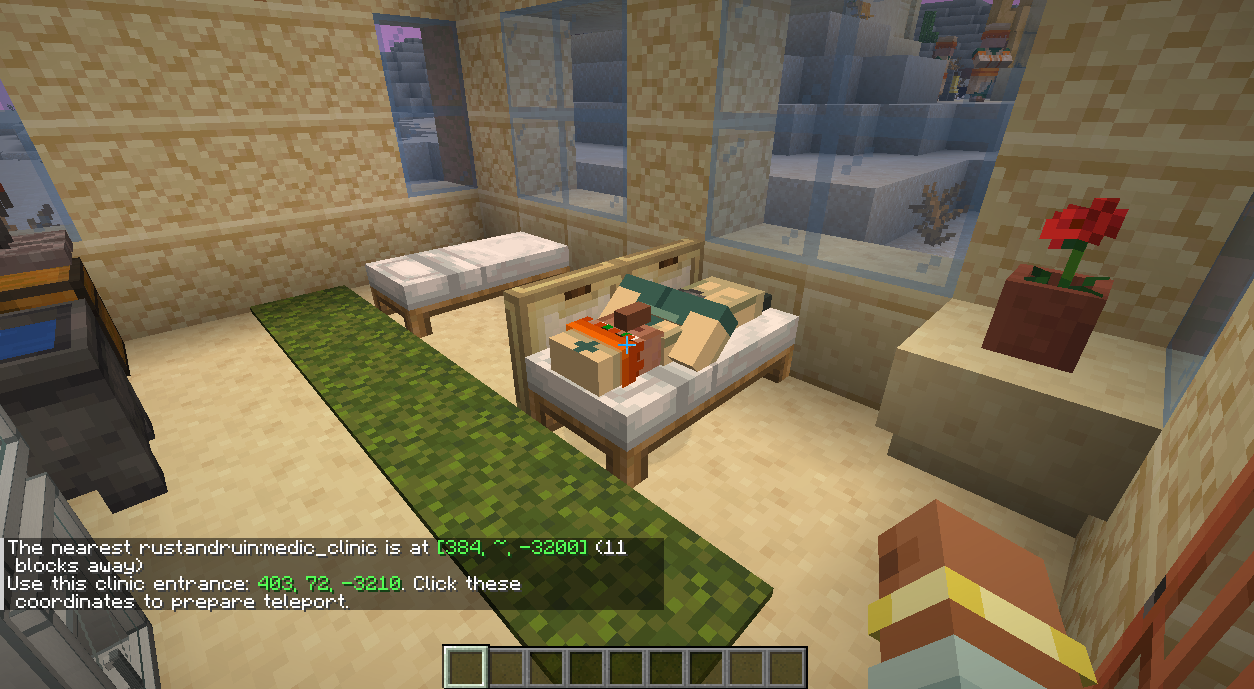 The nearest rustandruin:medic_clinic is at [384, ~, -3200] (11
blocks away)
Use this clinic entrance: 403, 72, -3210. Click these
coordinates to prepare teleport.